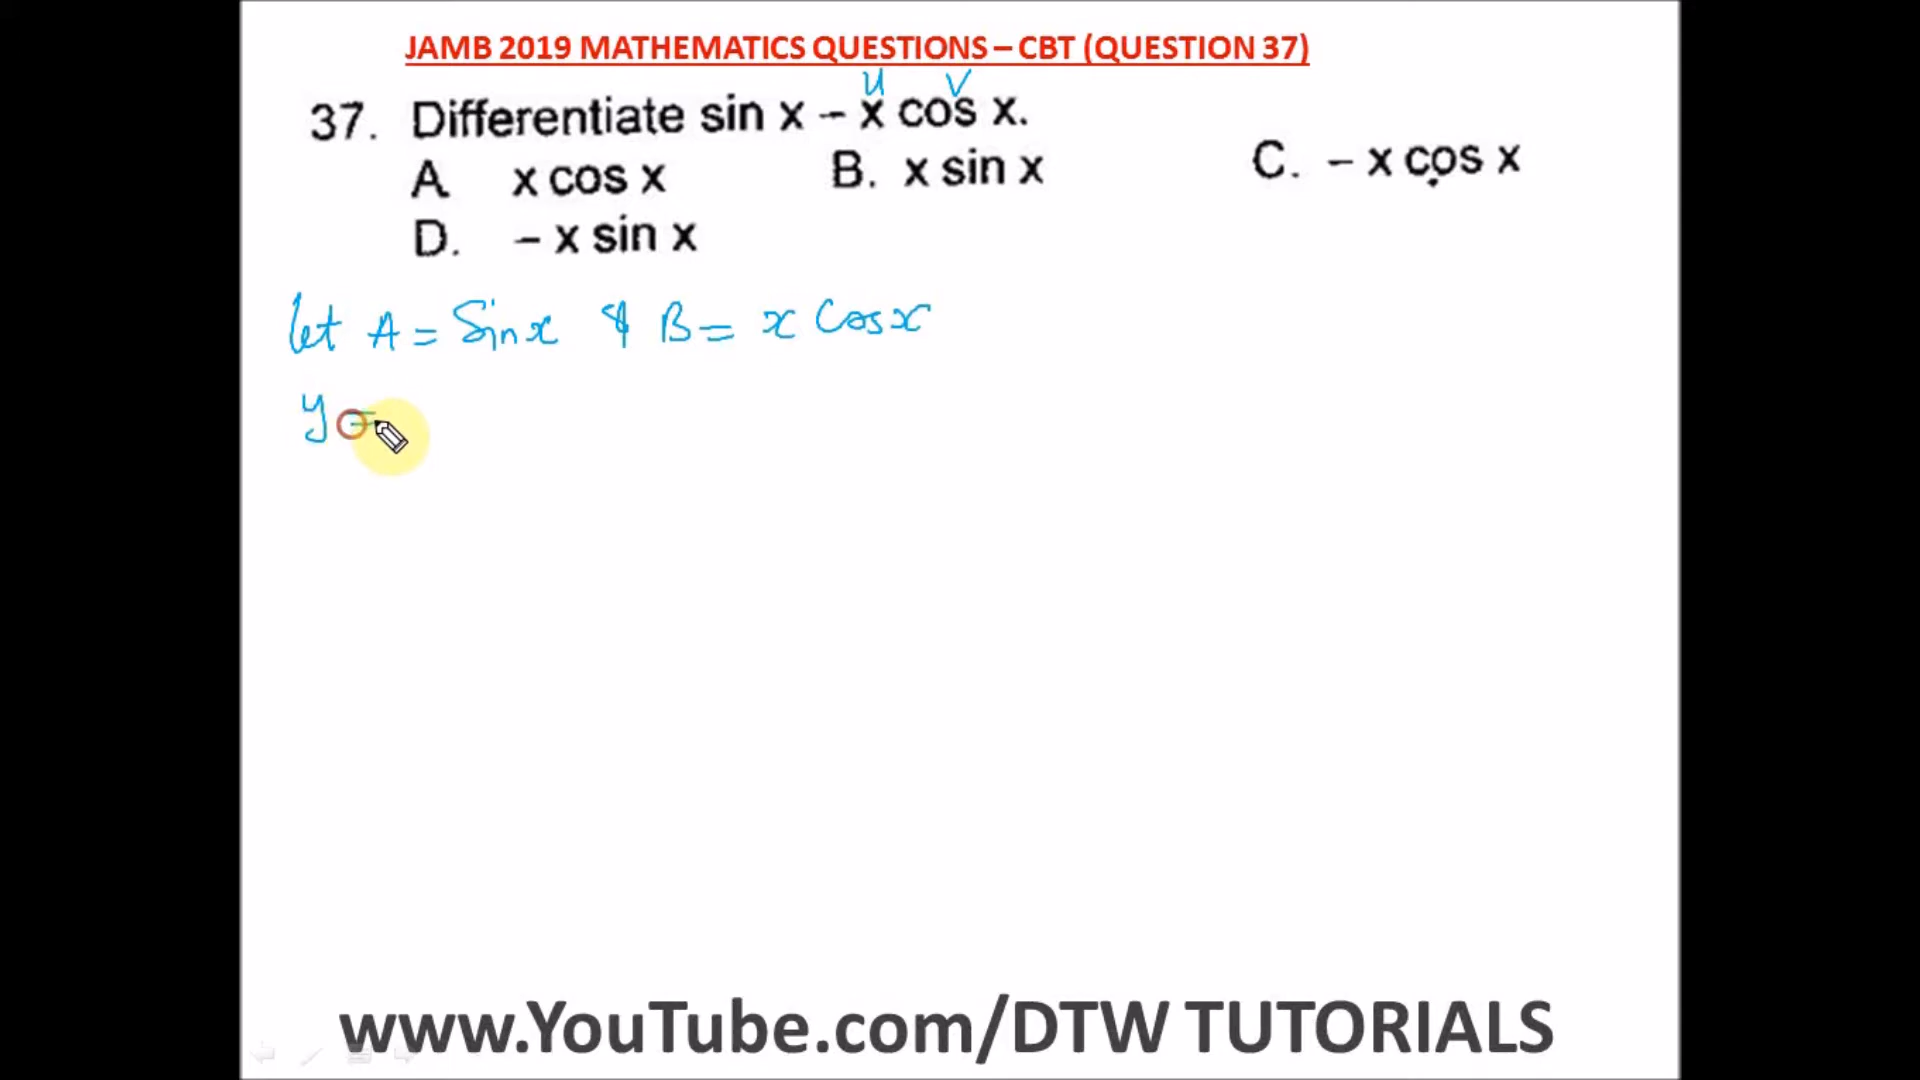 JAMB 2019 MATHEMATICS QUESTIONS – CBT (QUESTION 37)
u v
37. Differentiate sin x – x cos x.
A x cos x B. x sin x C. – x cos x
D. – x sin x
let A = Sin x & B = x Cos x
y =
www.YouTube.com/DTW TUTORIALS